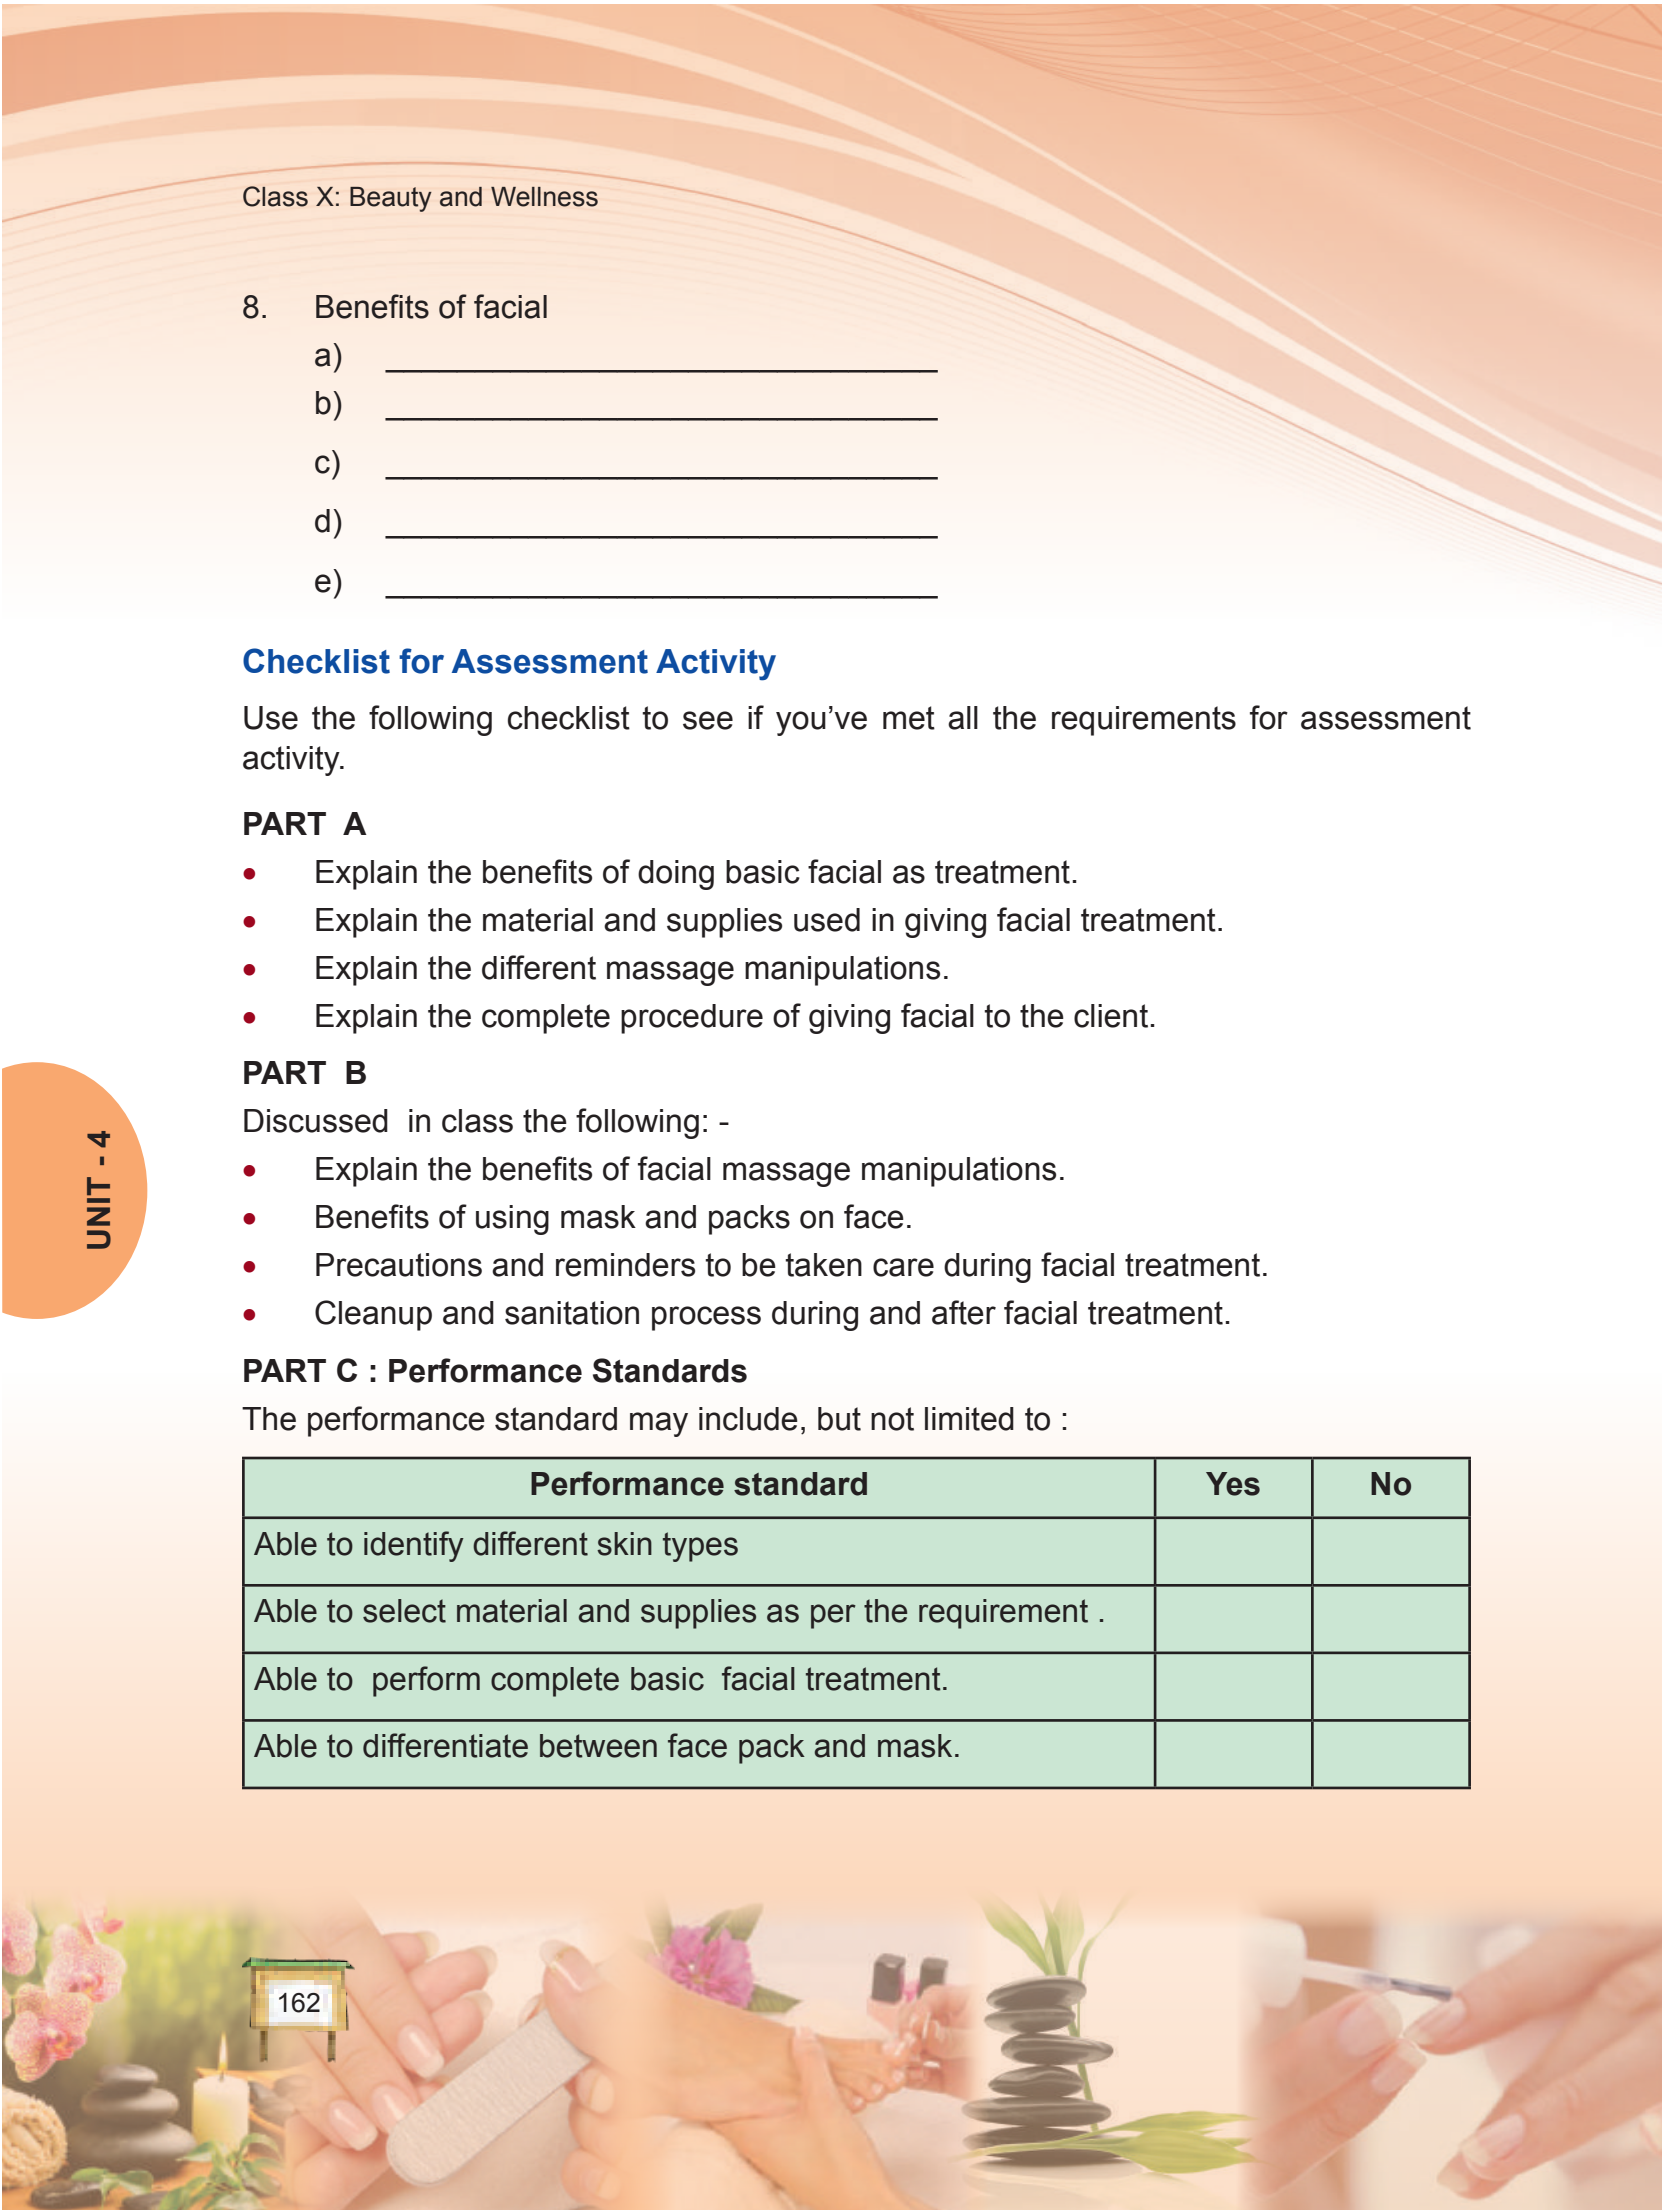 Class X: Beauty and Wellness
8. Benefits of facial
a) _______________________________
b) _______________________________
c) _______________________________
d) _______________________________
e) _______________________________
Checklist for Assessment Activity
Use the following checklist to see if you’ve met all the requirements for assessment
activity.
PART A
• Explain the benefits of doing basic facial as treatment.
• Explain the material and supplies used in giving facial treatment.
• Explain the different massage manipulations.
• Explain the complete procedure of giving facial to the client.
PART B
Discussed in class the following: -
• Explain the benefits of facial massage manipulations.
• Benefits of using mask and packs on face.
• Precautions and reminders to be taken care during facial treatment.
• Cleanup and sanitation process during and after facial treatment.
UNIT - 4
PART C : Performance Standards
The performance standard may include, but not limited to :
Performance standard Yes No
Able to identify different skin types
Able to select material and supplies as per the requirement .
Able to perform complete basic facial treatment.
Able to differentiate between face pack and mask.
162